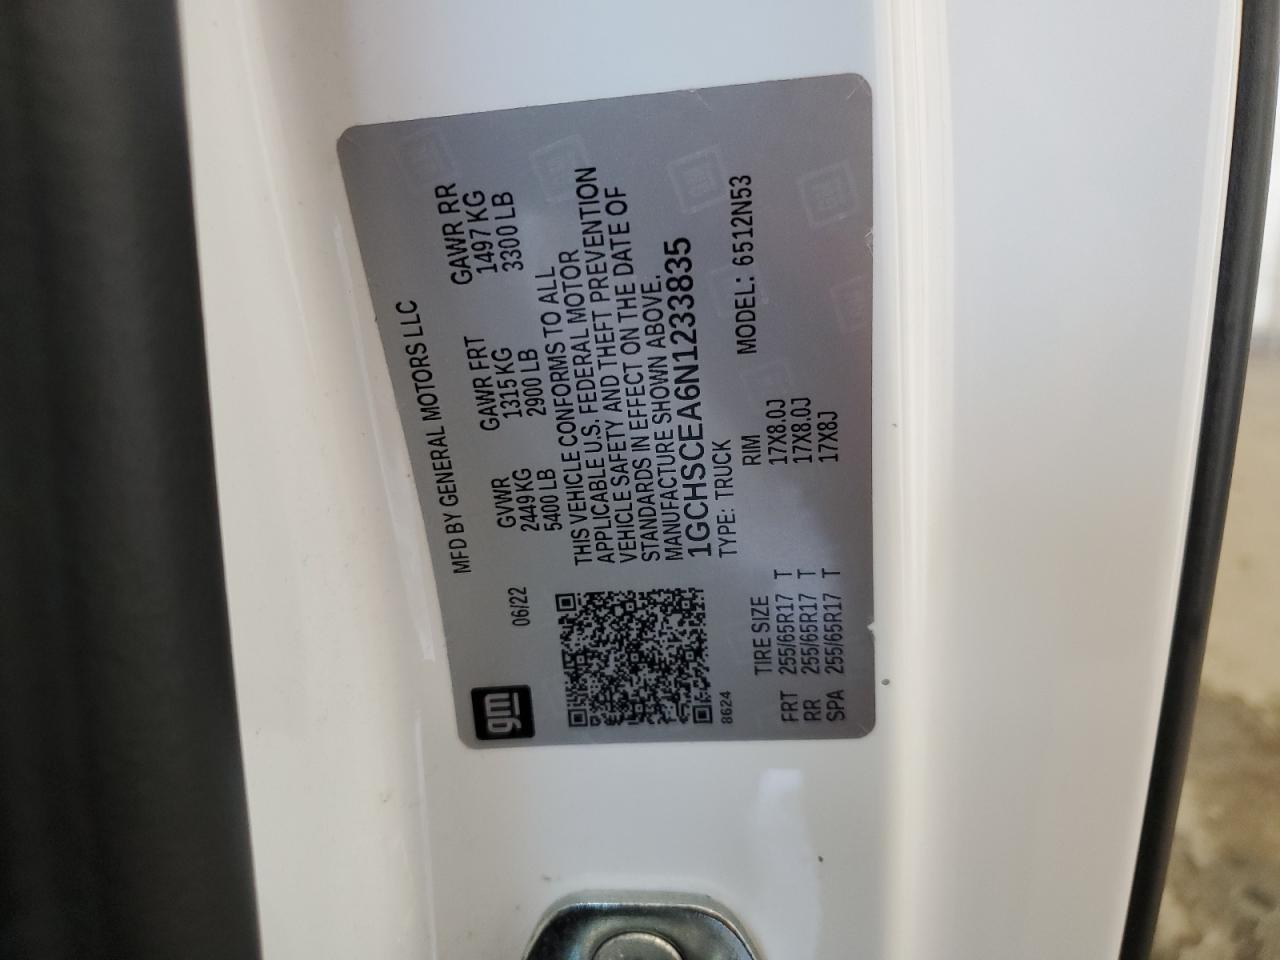 MFD BY GENERAL MOTORS LLC
gm
06/22
GVWR GAWR FRT GAWR RR
2449 KG 1315 KG 1497 KG
5400 LB 2900 LB 3300 LB
THIS VEHICLE CONFORMS TO ALL
APPLICABLE U.S. FEDERAL MOTOR
VEHICLE SAFETY AND THEFT PREVENTION
STANDARDS IN EFFECT ON THE DATE OF
MANUFACTURE SHOWN ABOVE.
1GCHSCEA6N1233835
8624
TYPE: TRUCK MODEL: 6512N53
TIRE SIZE RIM
FRT 255/65R17 T 17X8.0J
RR 255/65R17 T 17X8.0J
SPA 255/65R17 T 17X8J